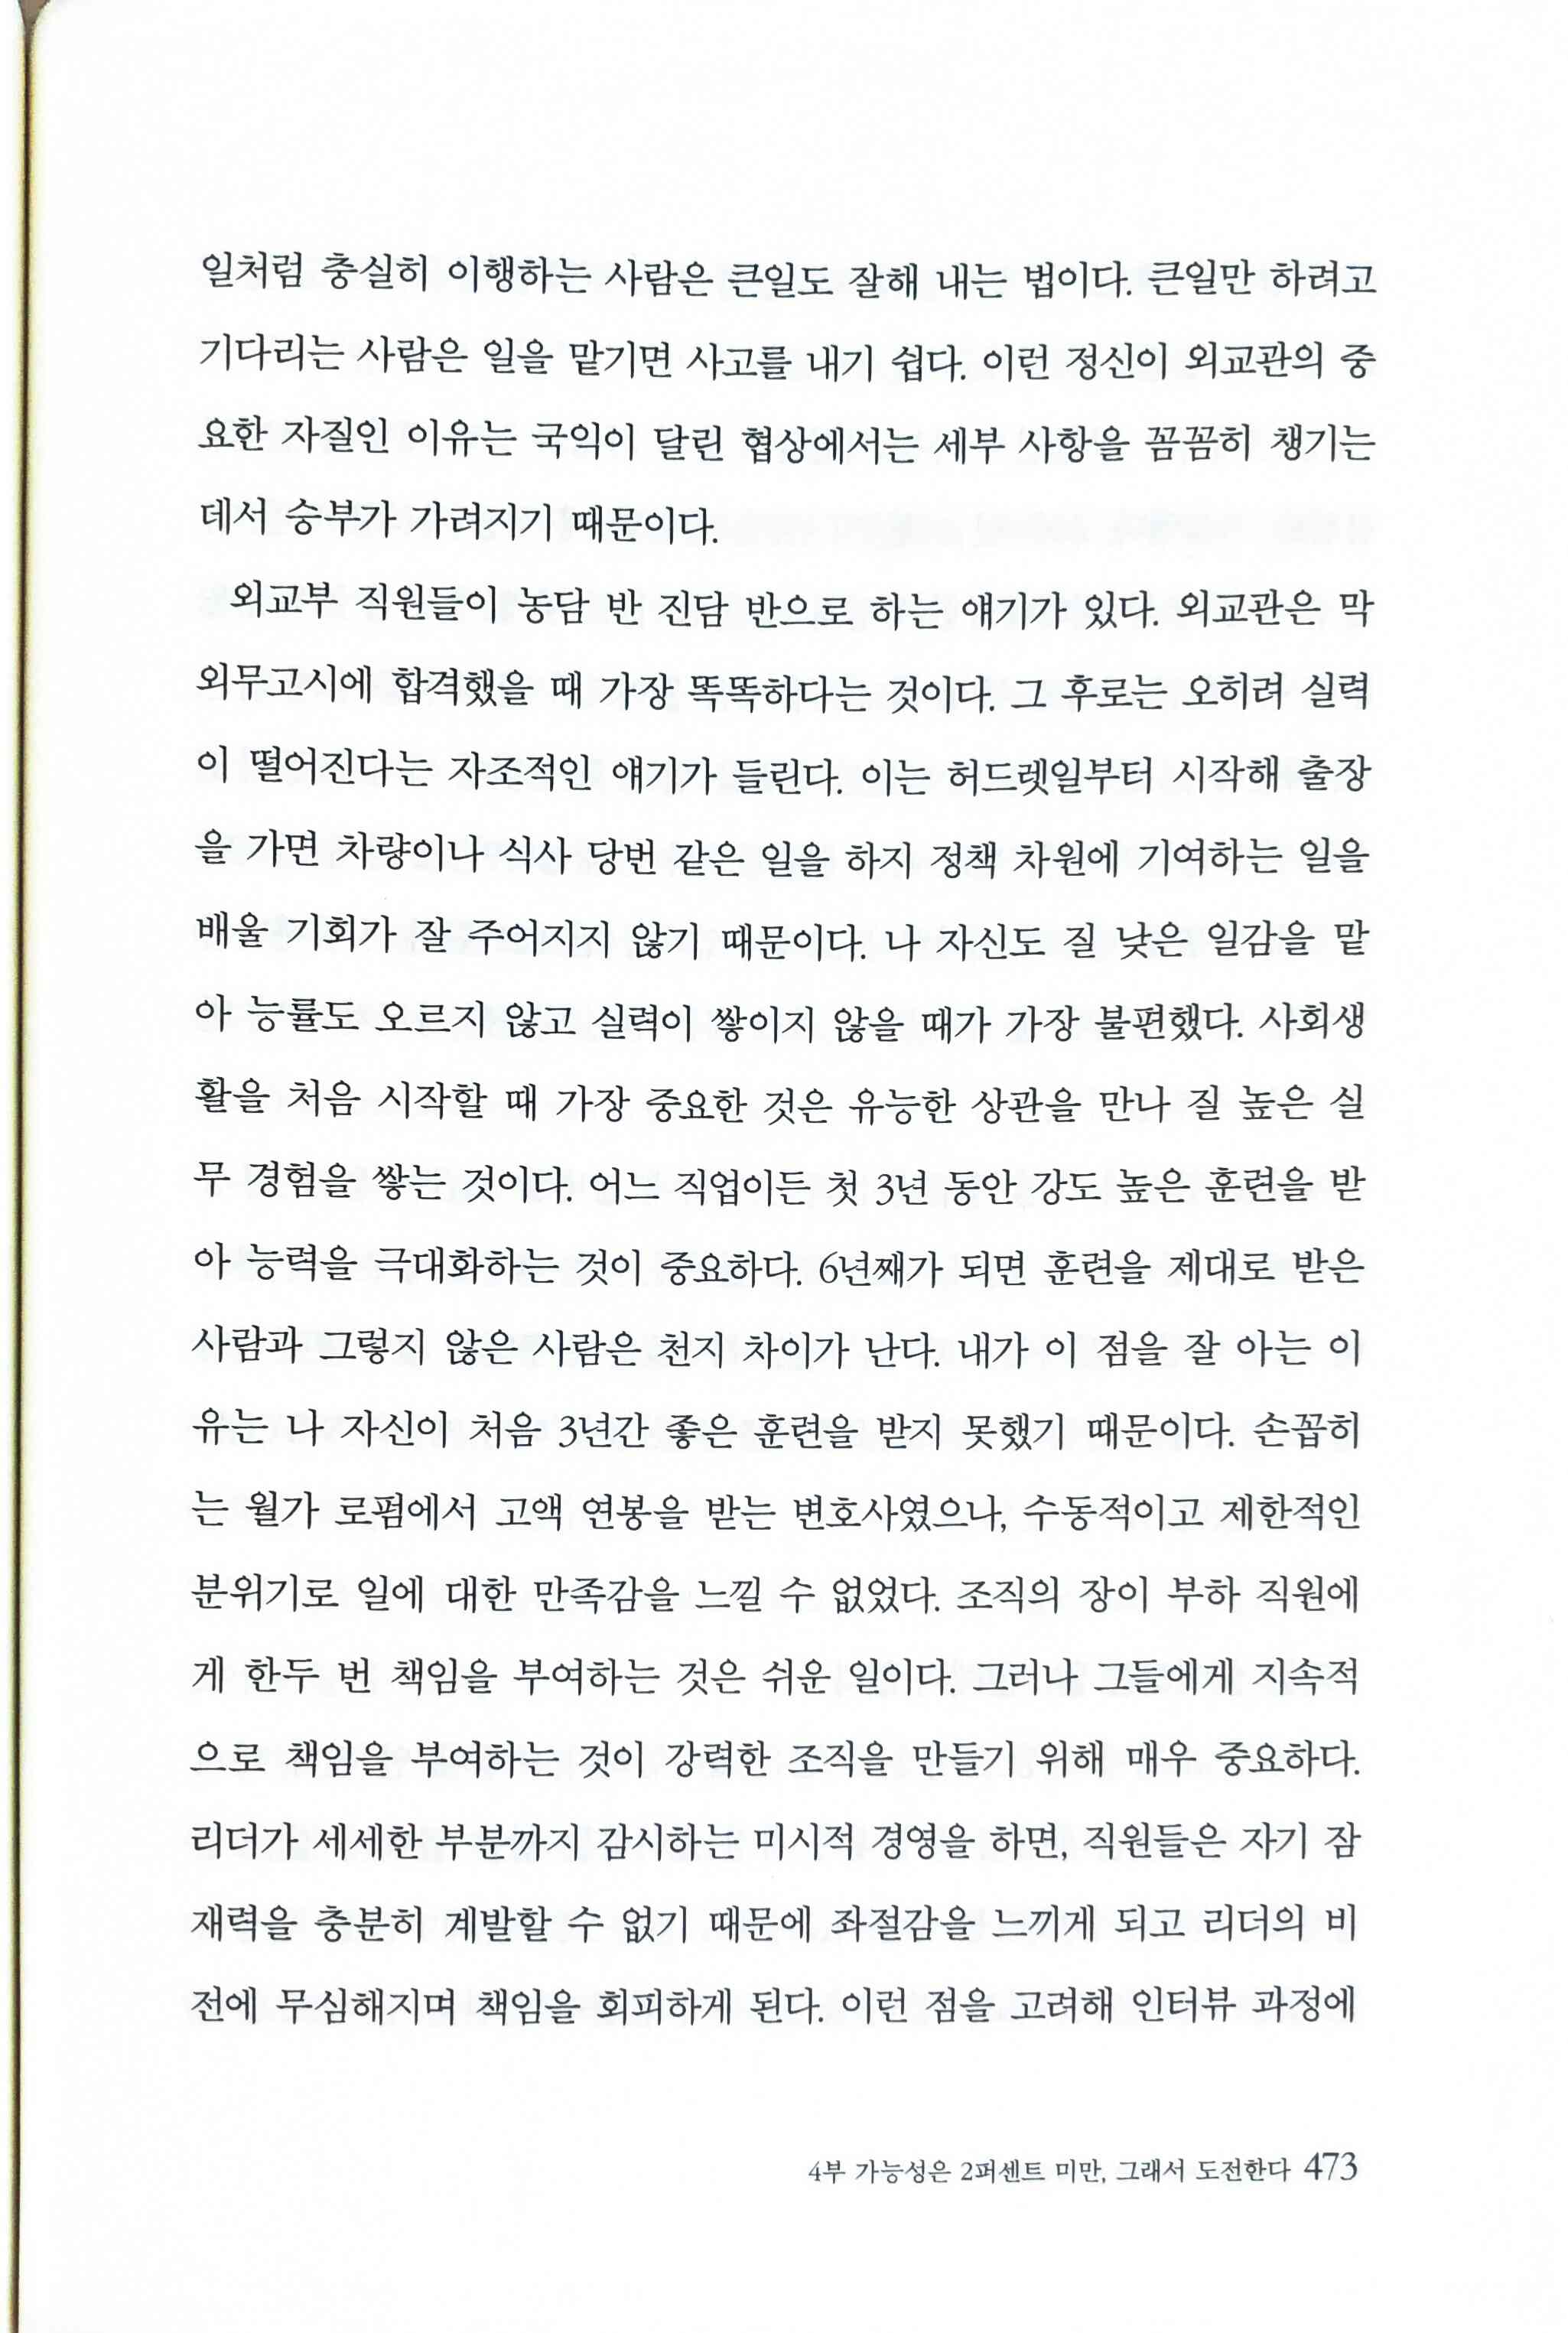 일처럼 충실히 이행하는 사람은 큰일도 잘해 내는 법이다. 큰일만 하려고
기다리는 사람은 일을 맡기면 사고를 내기 쉽다. 이런 정신이 외교관의 중
요한 자질인 이유는 국익이 달린 협상에서는 세부 사항을 꼼꼼히 챙기는
데서 승부가 가려지기 때문이다.
외교부 직원들이 농담 반 진담 반으로 하는 얘기가 있다. 외교관은 막
외무고시에 합격했을 때 가장 똑똑하다는 것이다. 그 후로는 오히려 실력
이 떨어진다는 자조적인 얘기가 들린다. 이는 허드렛일부터 시작해 출장
을 가면 차량이나 식사 당번 같은 일을 하지 정책 차원에 기여하는 일을
배울 기회가 잘 주어지지 않기 때문이다. 나 자신도 질 낮은 일감을 맡
아 능률도 오르지 않고 실력이 쌓이지 않을 때가 가장 불편했다. 사회생
활을 처음 시작할 때 가장 중요한 것은 유능한 상관을 만나 질 높은 실
무 경험을 쌓는 것이다. 어느 직업이든 첫 3년 동안 강도 높은 훈련을 받
아 능력을 극대화하는 것이 중요하다. 6년째가 되면 훈련을 제대로 받은
사람과 그렇지 않은 사람은 천지 차이가 난다. 내가 이 점을 잘 아는 이
유는 나 자신이 처음 3년간 좋은 훈련을 받지 못했기 때문이다. 손꼽히
는 월가 로펌에서 고액 연봉을 받는 변호사였으나, 수동적이고 제한적인
분위기로 일에 대한 만족감을 느낄 수 없었다. 조직의 장이 부하 직원에
게 한두 번 책임을 부여하는 것은 쉬운 일이다. 그러나 그들에게 지속적
으로 책임을 부여하는 것이 강력한 조직을 만들기 위해 매우 중요하다.
리더가 세세한 부분까지 감시하는 미시적 경영을 하면, 직원들은 자기 잠
재력을 충분히 계발할 수 없기 때문에 좌절감을 느끼게 되고 리더의 비
전에 무심해지며 책임을 회피하게 된다. 이런 점을 고려해 인터뷰 과정에
4부 가능성은 2퍼센트 미만, 그래서 도전한다 473